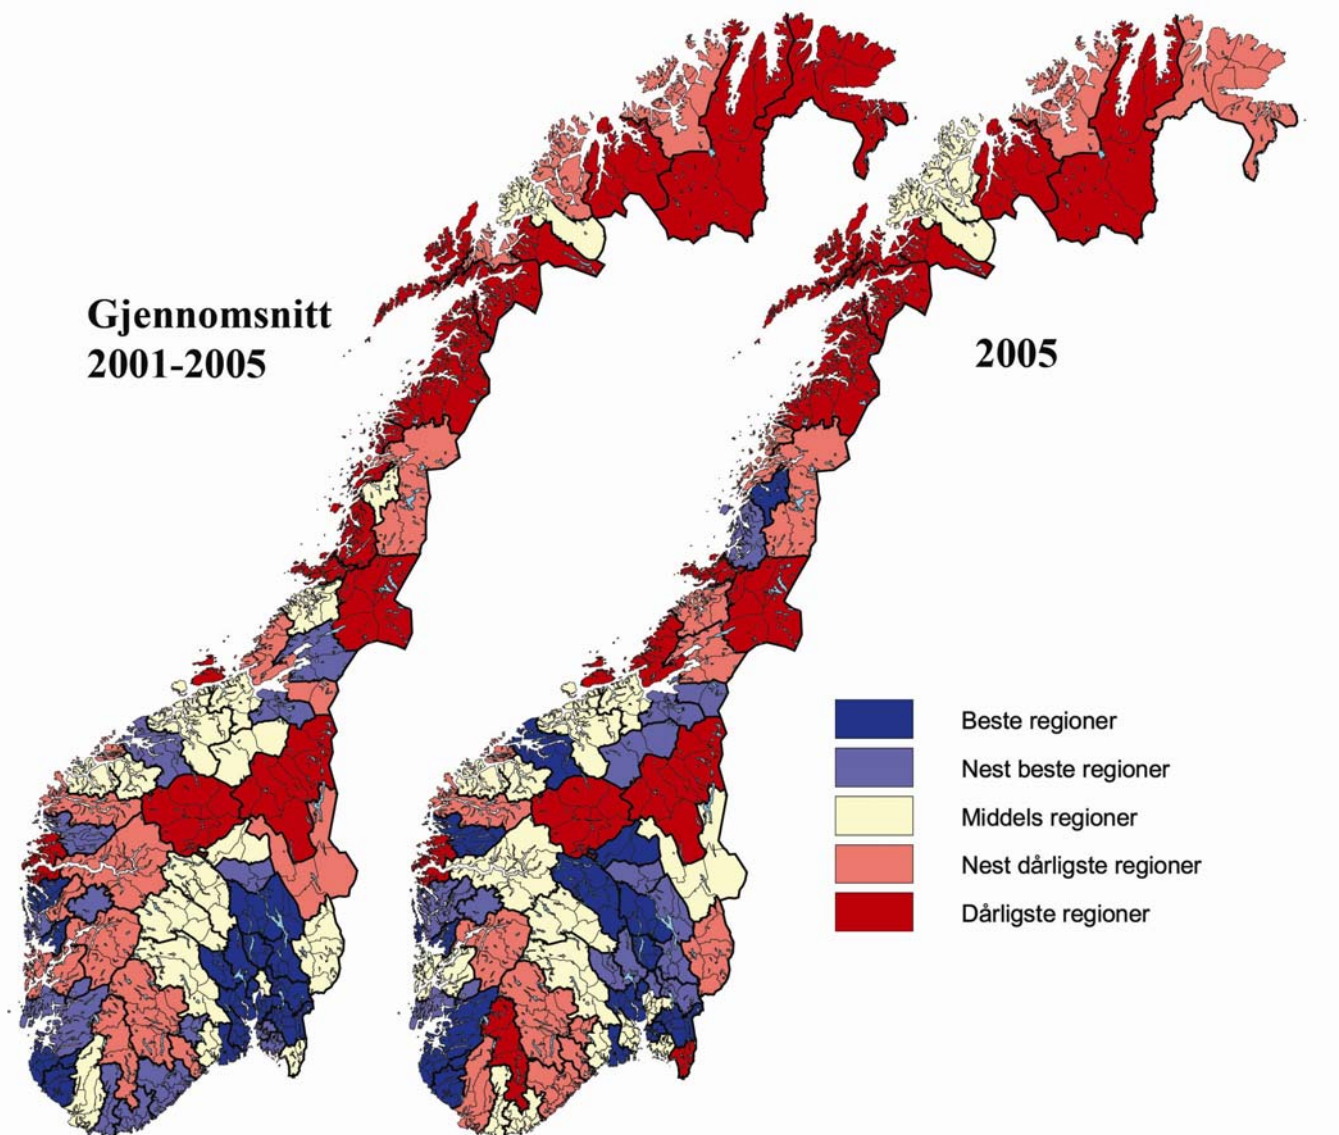 Gjennomsnitt
2001-2005
2005
Beste regioner
Nest beste regioner
Middels regioner
Nest dårligste regioner
Dårligste regioner